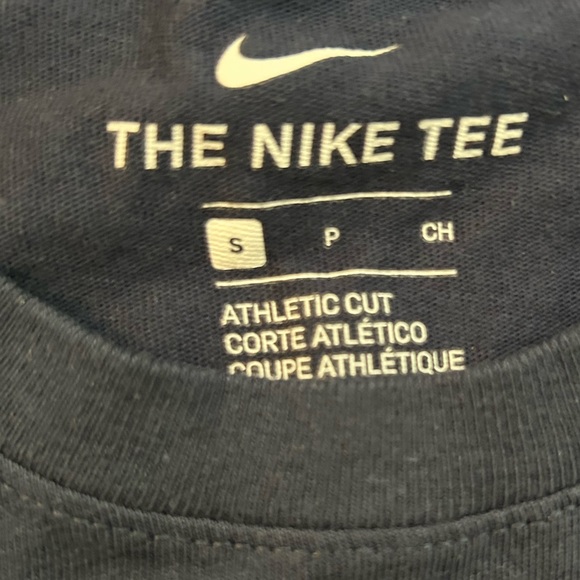 THE NIKE TEE
S P CH
ATHLETIC CUT
CORTE ATLÉTICO
COUPE ATHLÉTIQUE